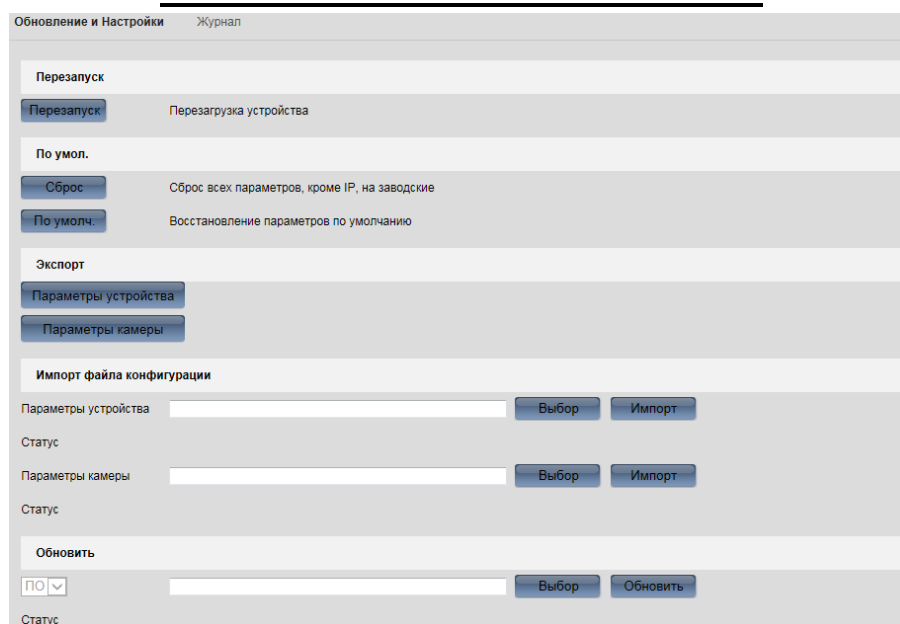 Обновление и Настройки Журнал
Перезапуск
Перезапуск Перезагрузка устройства
По умол.
Сброс Сброс всех параметров, кроме IP, на заводские
По умолч. Восстановление параметров по умолчанию
Экспорт
Параметры устройства
Параметры камеры
Импорт файла конфигурации
Параметры устройства Выбор Импорт
Статус
Параметры камеры Выбор Импорт
Статус
Обновить
ПО Выбор Обновить
Статус